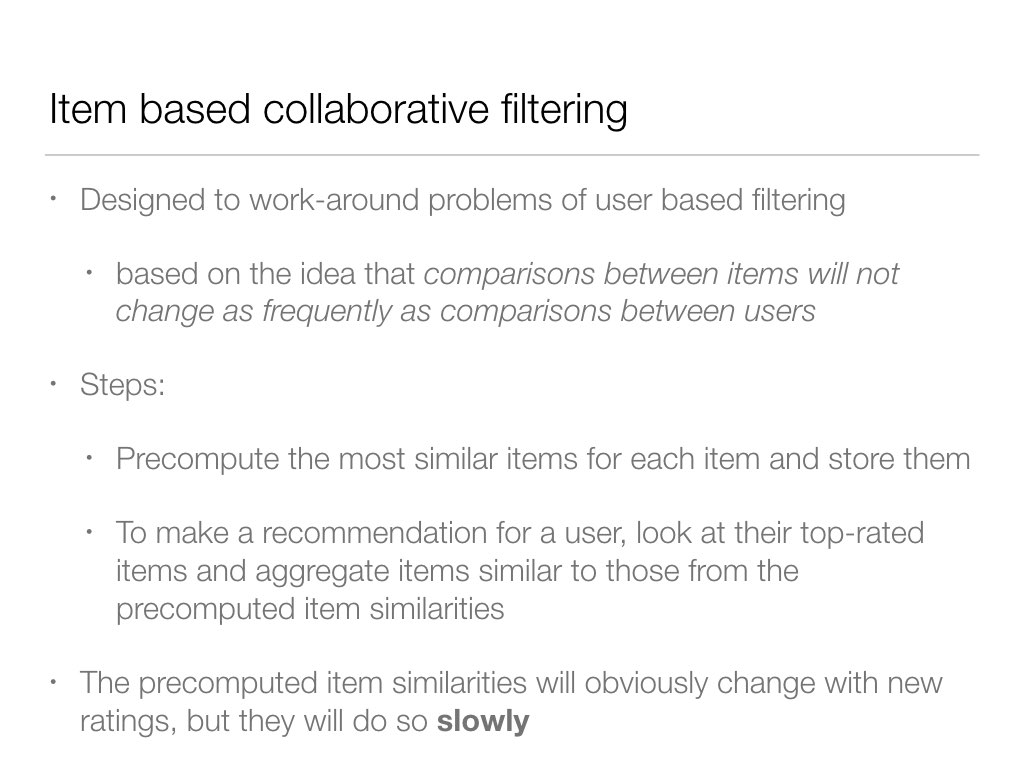 Item based collaborative filtering
• Designed to work-around problems of user based filtering
• based on the idea that comparisons between items will not
change as frequently as comparisons between users
• Steps:
• Precompute the most similar items for each item and store them
• To make a recommendation for a user, look at their top-rated
items and aggregate items similar to those from the
precomputed item similarities
• The precomputed item similarities will obviously change with new
ratings, but they will do so slowly